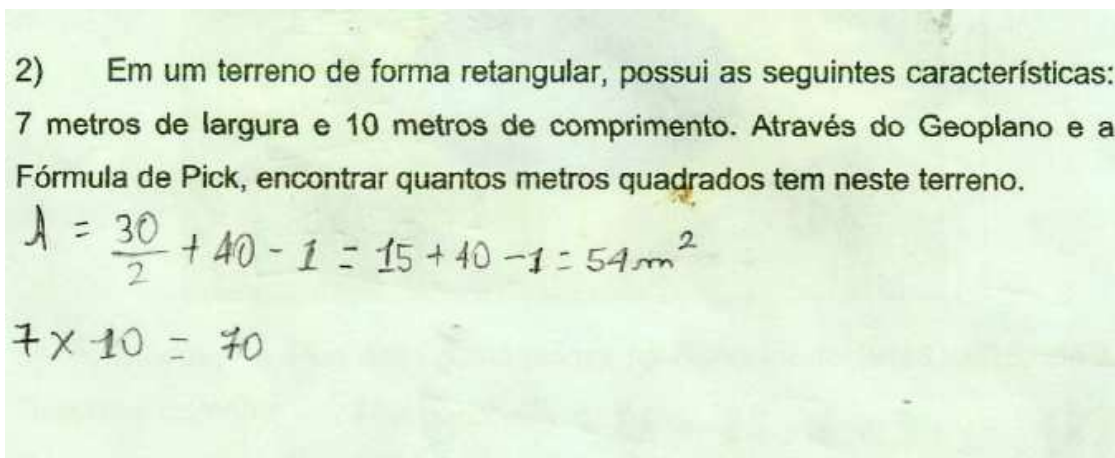 2) Em um terreno de forma retangular, possui as seguintes características:
7 metros de largura e 10 metros de comprimento. Através do Geoplano e a
Fórmula de Pick, encontrar quantos metros quadrados tem neste terreno.
A = 30/2 + 40 - 1 = 15 + 40 - 1 = 54 m²
7 x 10 = 70